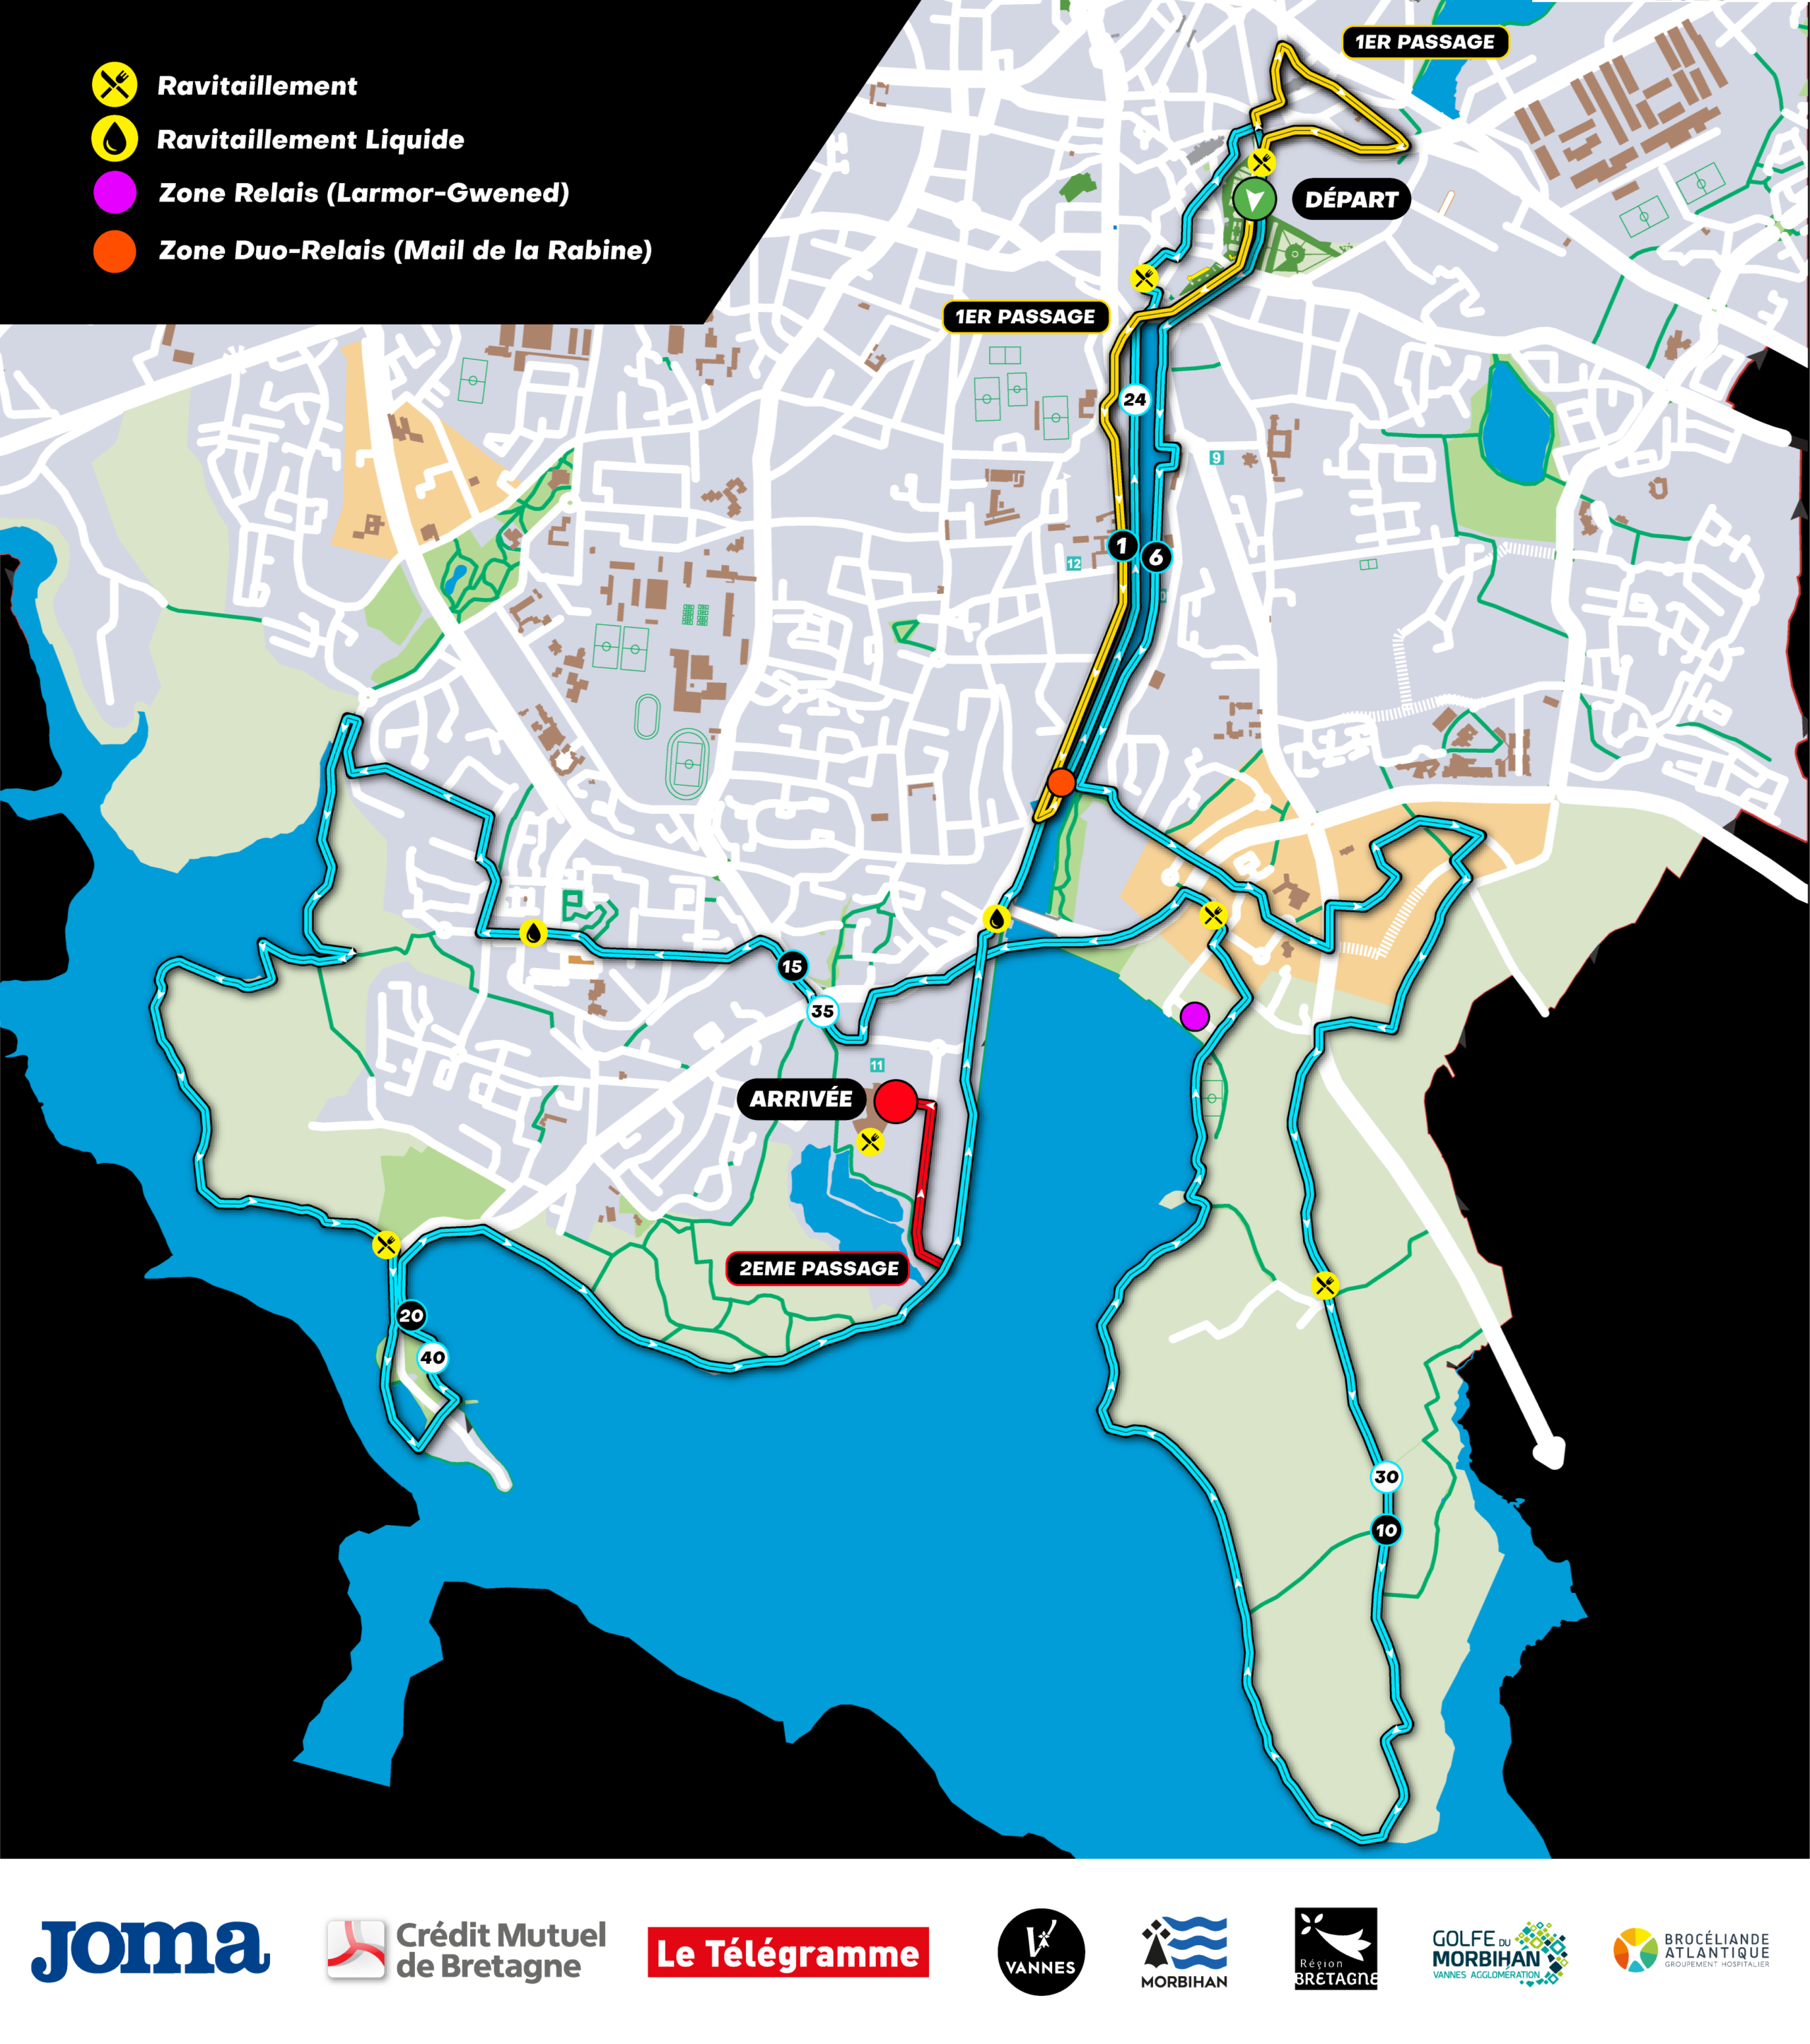 Ravitaillement
Ravitaillement Liquide
Zone Relais (Larmor-Gwened)
Zone Duo-Relais (Mail de la Rabine)
1ER PASSAGE
DÉPART
1ER PASSAGE
24
9
1
6
12
15
35
11
ARRIVÉE
2EME PASSAGE
20
40
30
10
Joma
Crédit Mutuel
de Bretagne
Le Télégramme
VANNES
MORBIHAN
Région
BRETAGNE
GOLFE DU
MORBIHAN
VANNES AGGLOMÉRATION
BROCÉLIANDE
ATLANTIQUE
GROUPEMENT HOSPITALIER